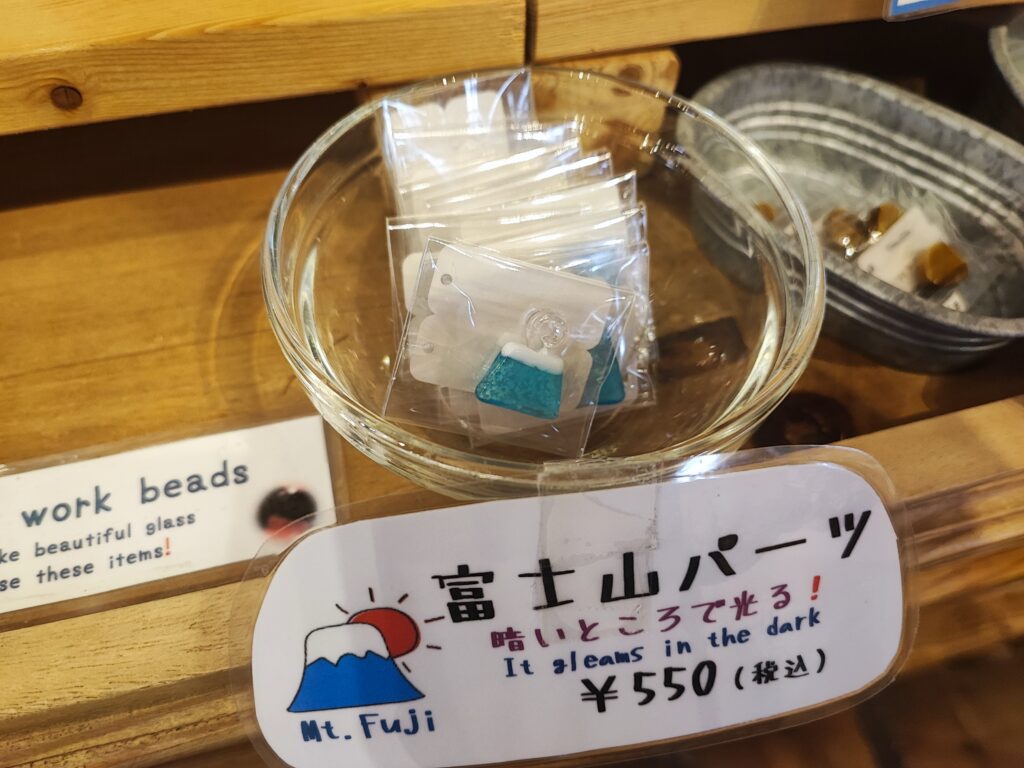 work beads
ke beautiful glass
se these items!
富士山パーツ
暗いところで光る!
It gleams in the dark
¥550(税込)
Mt.Fuji